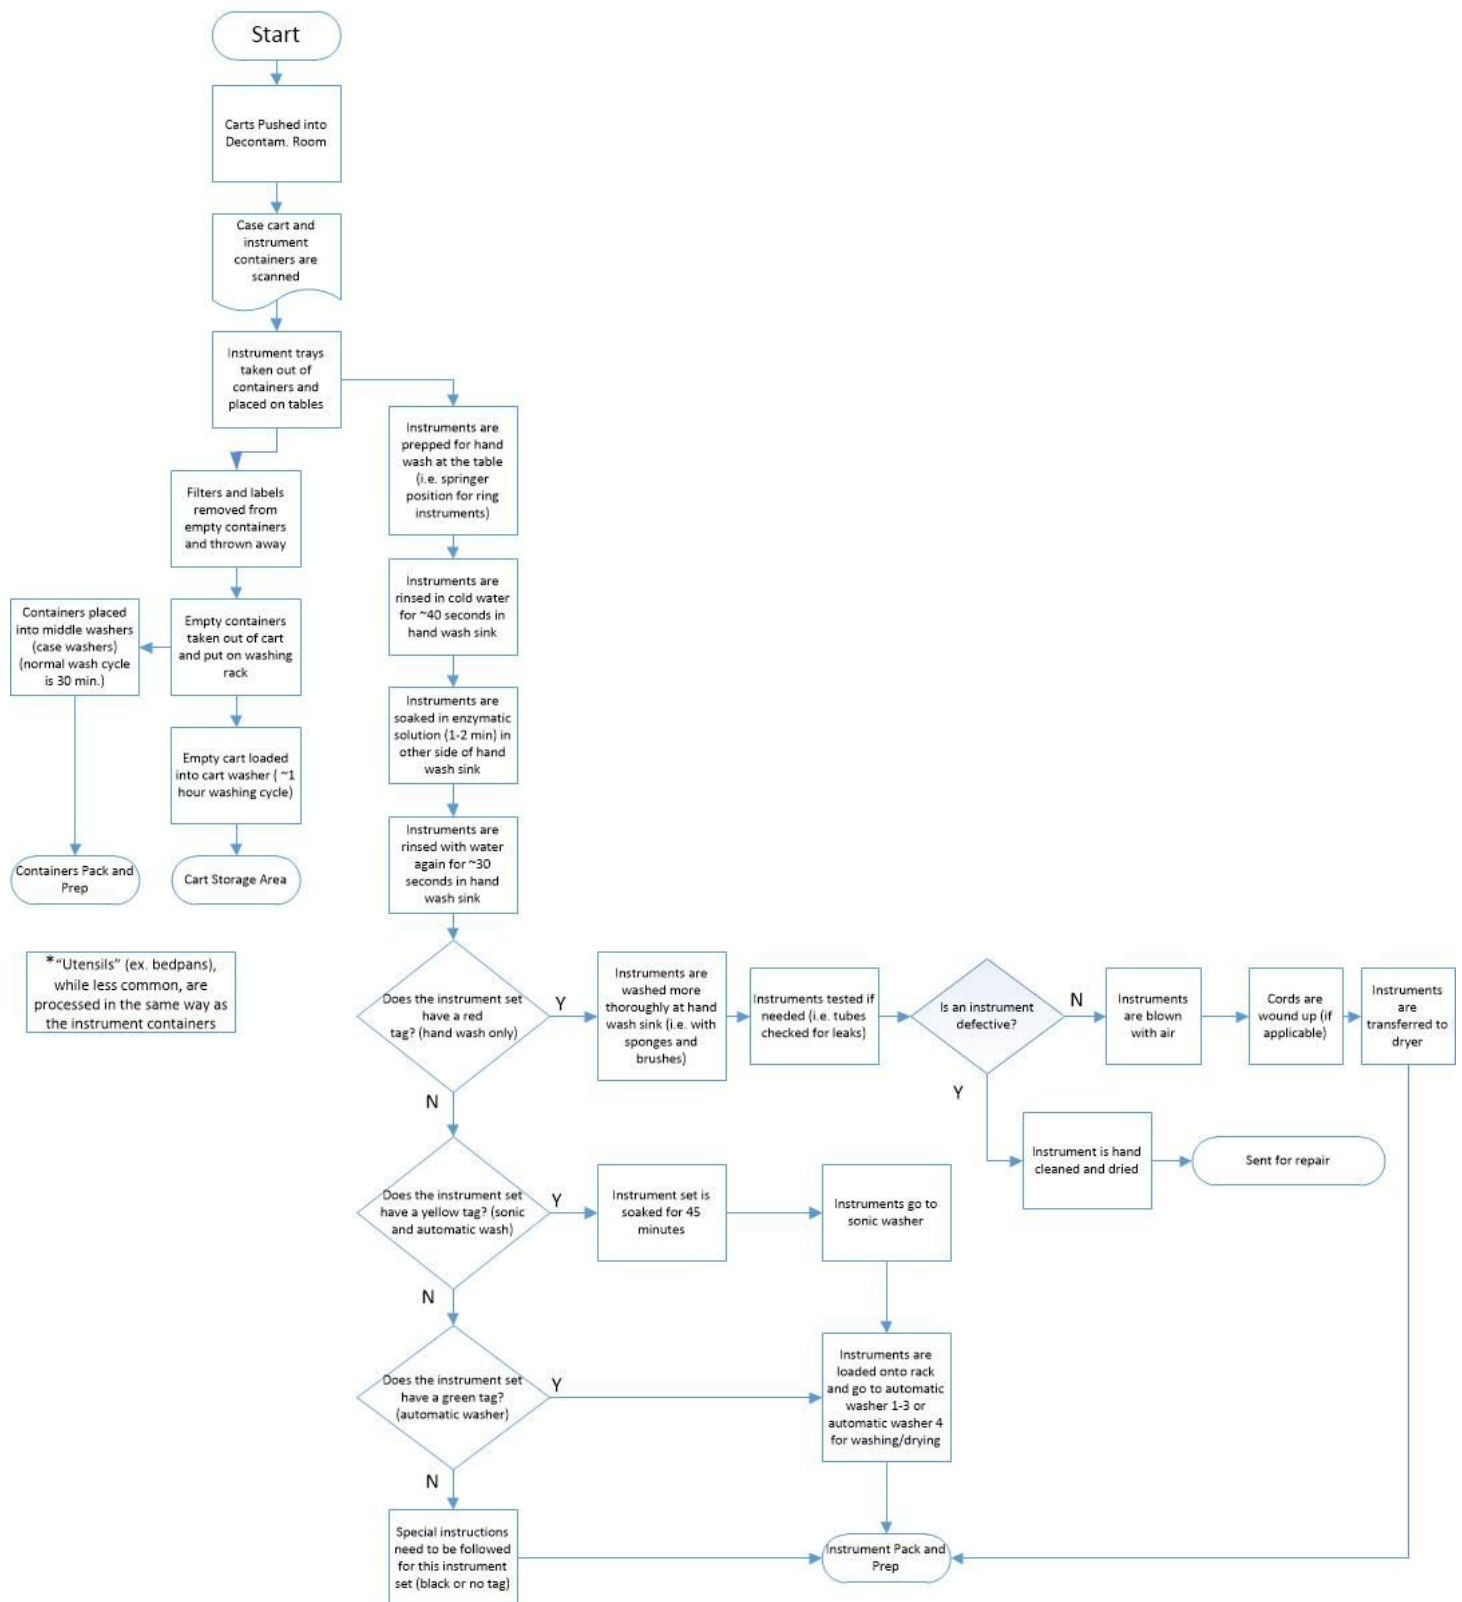 Start
Carts Pushed into
Decontam. Room
Case cart and
instrument
containers are
scanned
Instrument trays
taken out of
containers and
placed on tables
Filters and labels
removed from
empty containers
and thrown away
Empty containers
taken out of cart
and put on washing
rack
Containers placed
into middle washers
(case washers)
(normal wash cycle
is 30 min.)
Containers Pack and
Prep
Empty cart loaded
into cart washer ( ~1
hour washing cycle)
Cart Storage Area
*"Utensils" (ex. bedpans),
while less common, are
processed in the same way as
the instrument containers
Instruments are
prepped for hand
wash at the table
(i.e. springer
position for ring
instruments)
Instruments are
rinsed in cold water
for ~40 seconds in
hand wash sink
Instruments are
soaked in enzymatic
solution (1-2 min) in
other side of hand
wash sink
Instruments are
rinsed with water
again for ~30
seconds in hand
wash sink
Does the instrument set
have a red
tag? (hand wash only)
Y
Instruments are
washed more
thoroughly at hand
wash sink (i.e. with
sponges and
brushes)
Instruments tested if
needed (i.e. tubes
checked for leaks)
Is an instrument
defective?
N
Instruments
are blown
with air
Cords are
wound up (if
applicable)
Instruments
are
transferred to
dryer
Y
Instrument is hand
cleaned and dried
Sent for repair
N
Does the instrument set
have a yellow tag? (sonic
and automatic wash)
Y
Instrument set is
soaked for 45
minutes
Instruments go to
sonic washer
N
Does the instrument set
have a green tag?
(automatic washer)
Y
Instruments are
loaded onto rack
and go to automatic
washer 1-3 or
automatic washer 4
for washing/drying
N
Special instructions
need to be followed
for this instrument
set (black or no tag)
Instrument Pack and
Prep